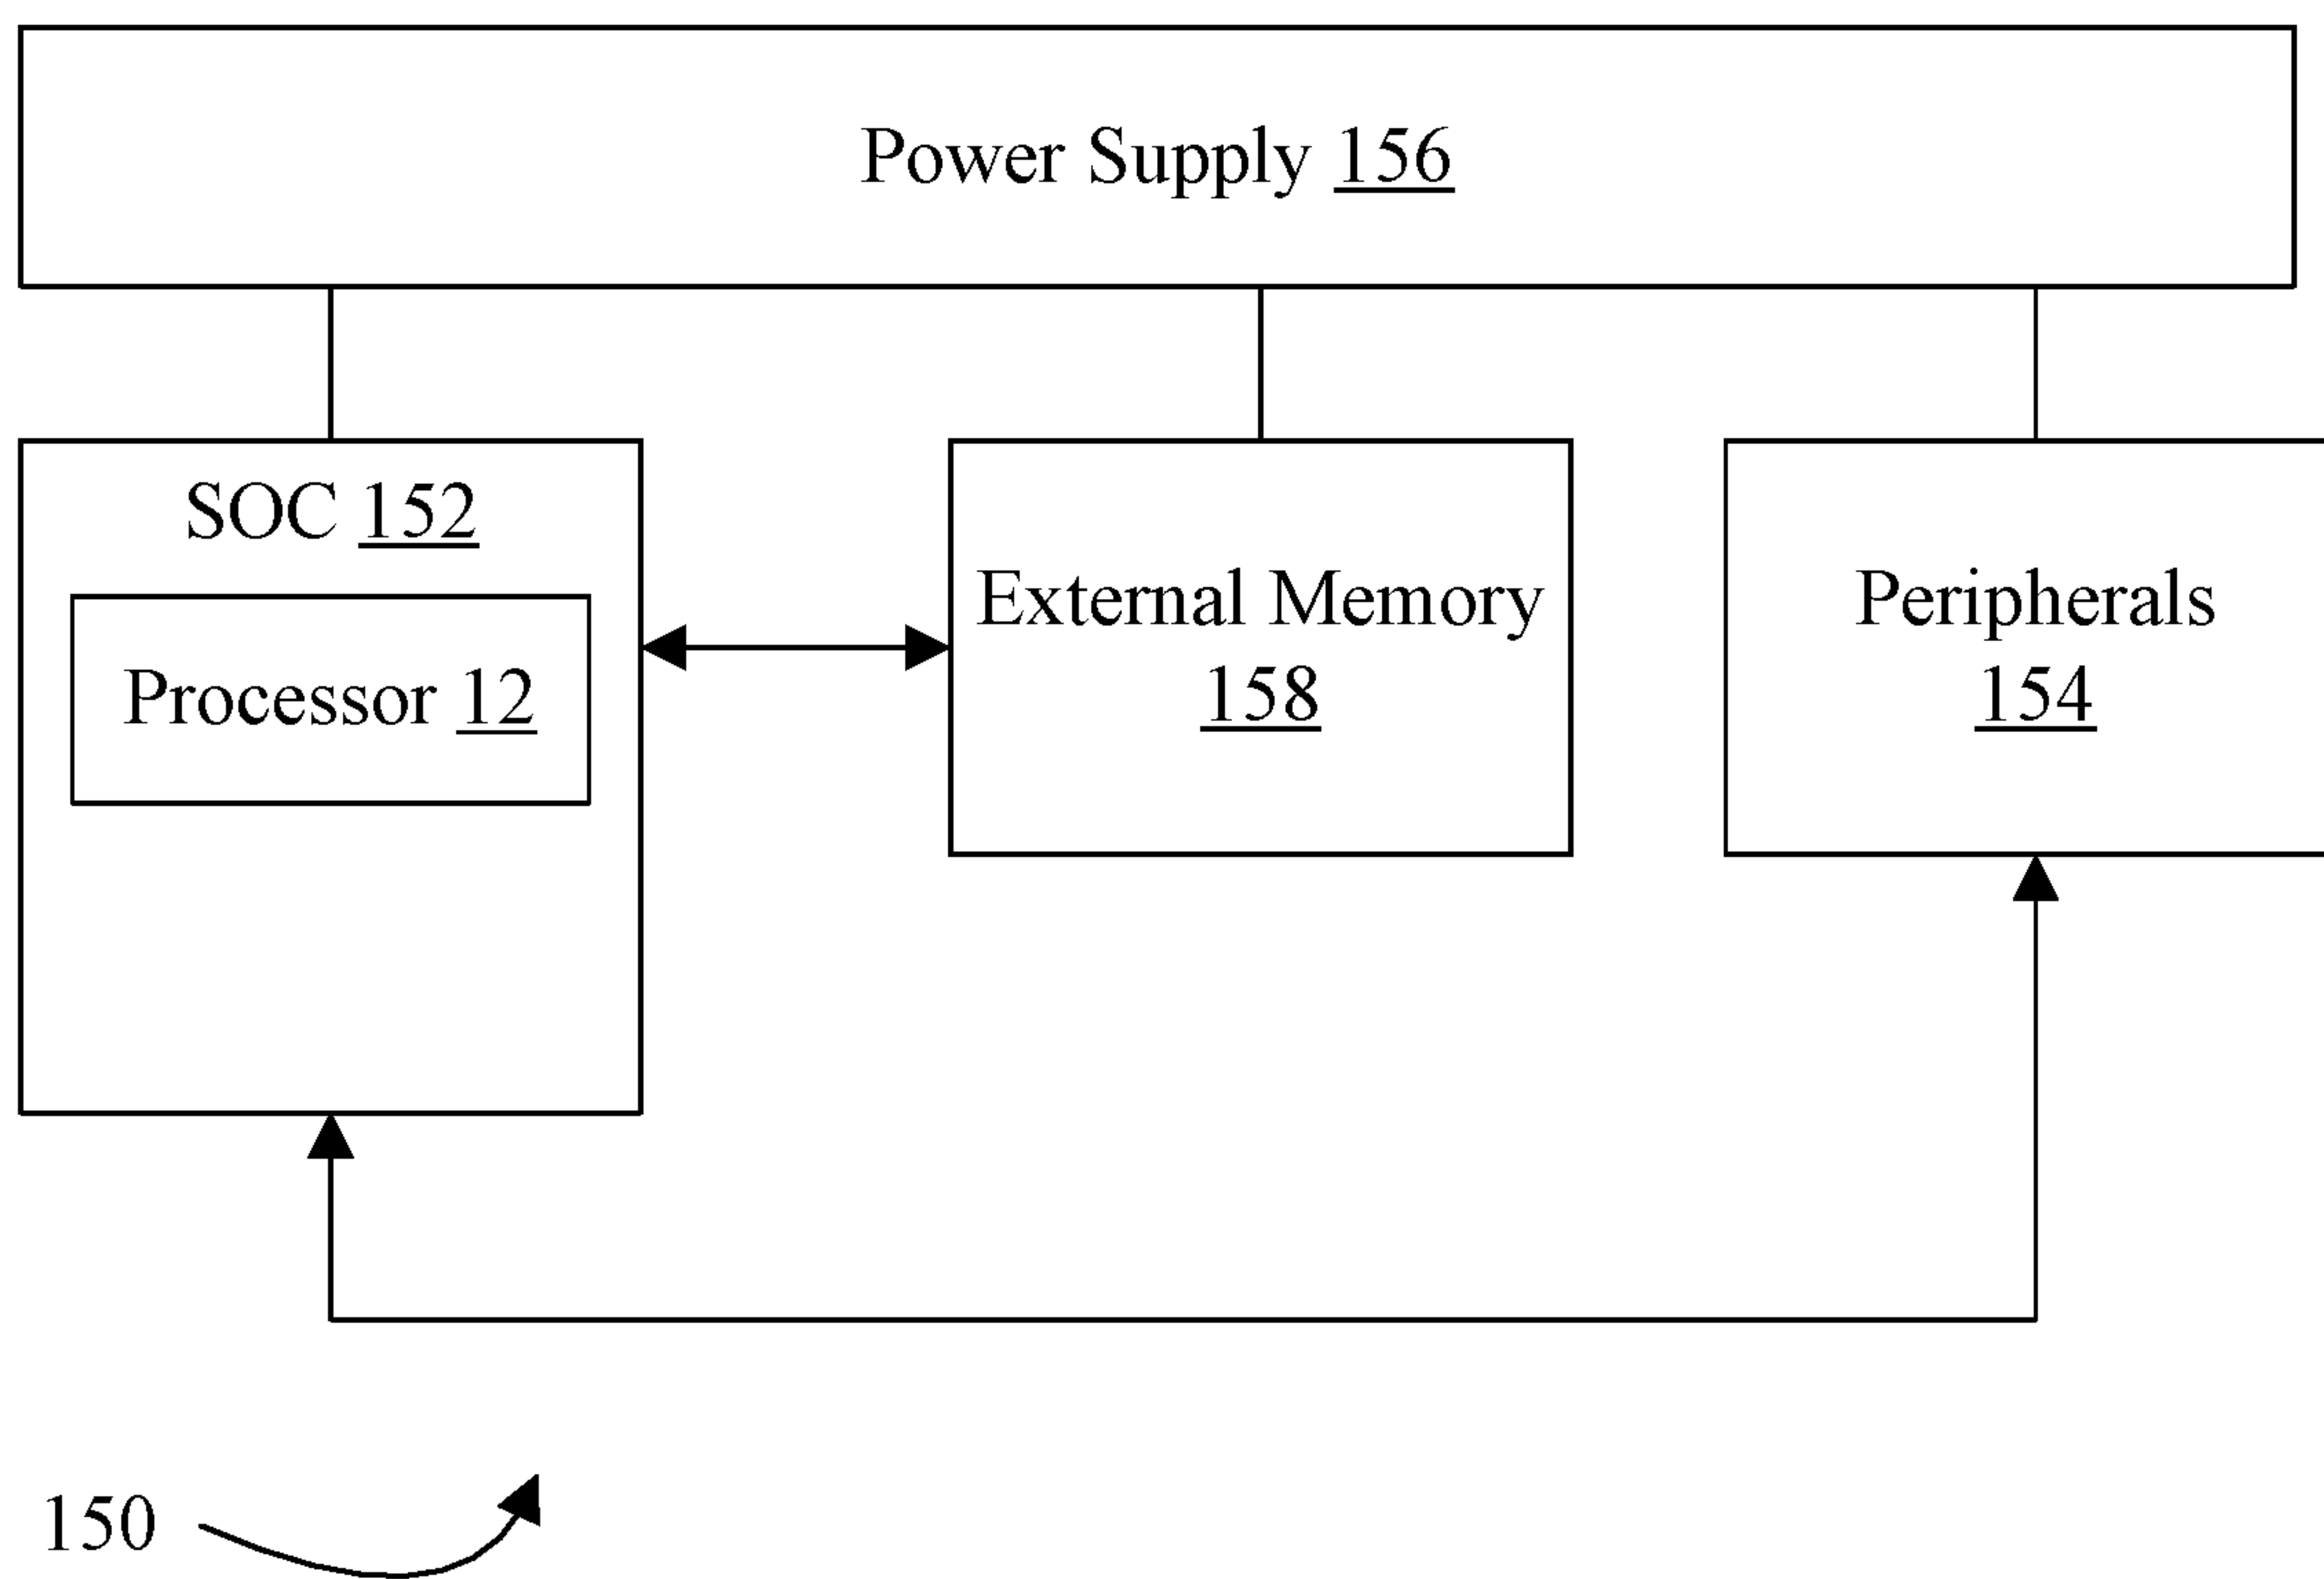 Power Supply 156
SOC 152
Processor 12
External Memory
158
Peripherals
154
150